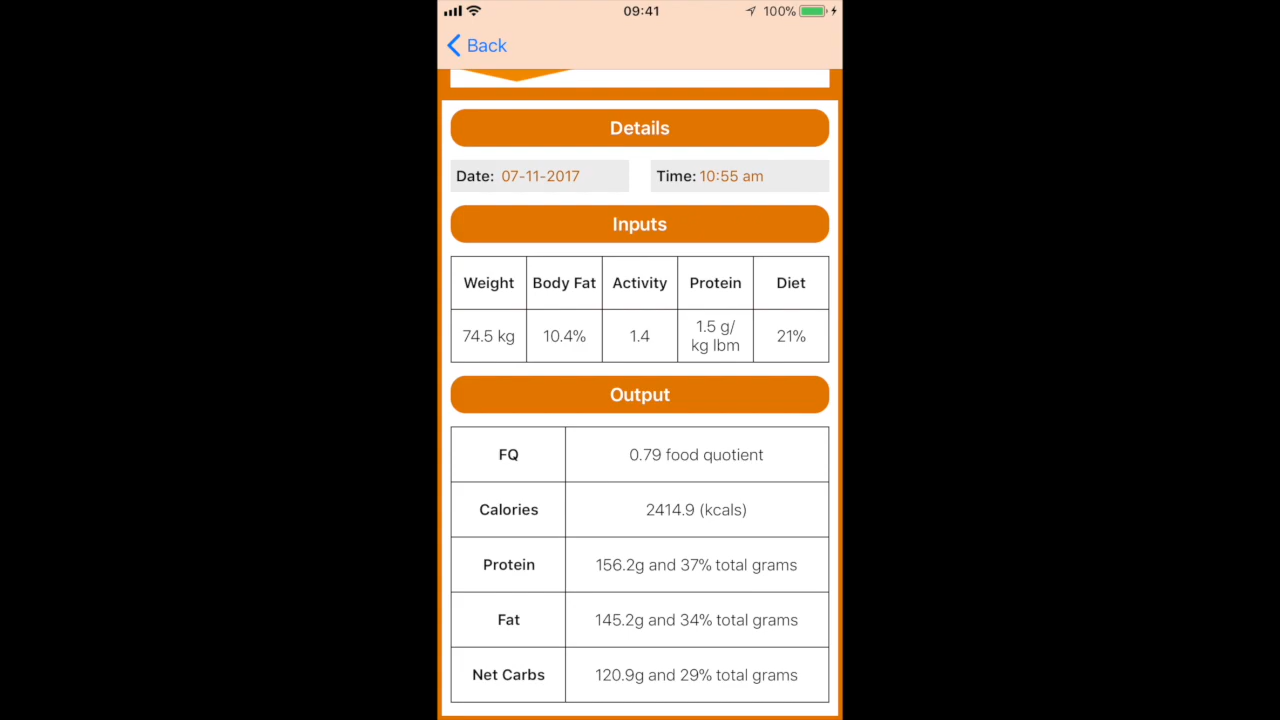 09:41
100%
Back
Details
Date: 07-11-2017
Time: 10:55 am
Inputs
Weight Body Fat Activity Protein Diet
74.5 kg 10.4% 1.4 1.5 g/ kg lbm 21%
Output
FQ 0.79 food quotient
Calories 2414.9 (kcals)
Protein 156.2g and 37% total grams
Fat 145.2g and 34% total grams
Net Carbs 120.9g and 29% total grams